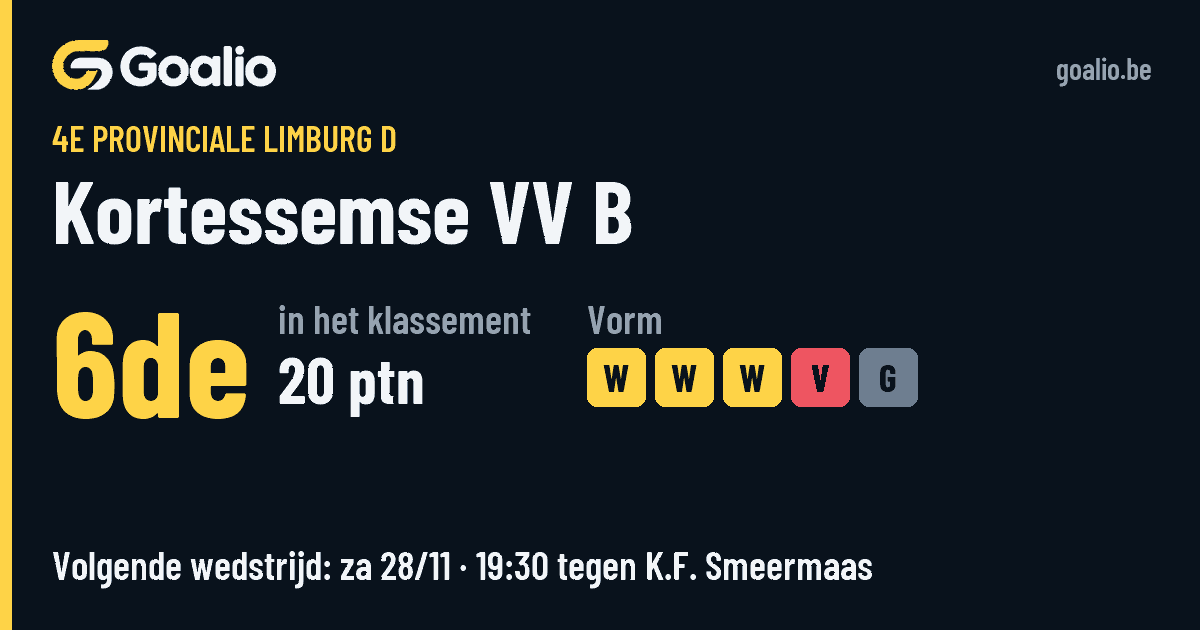 Goalio
goalio.be
4E PROVINCIALE LIMBURG D
Kortessemse VV B
6de
in het klassement
20 ptn
Vorm
W W W V G
Volgende wedstrijd: za 28/11 · 19:30 tegen K.F. Smeermaas